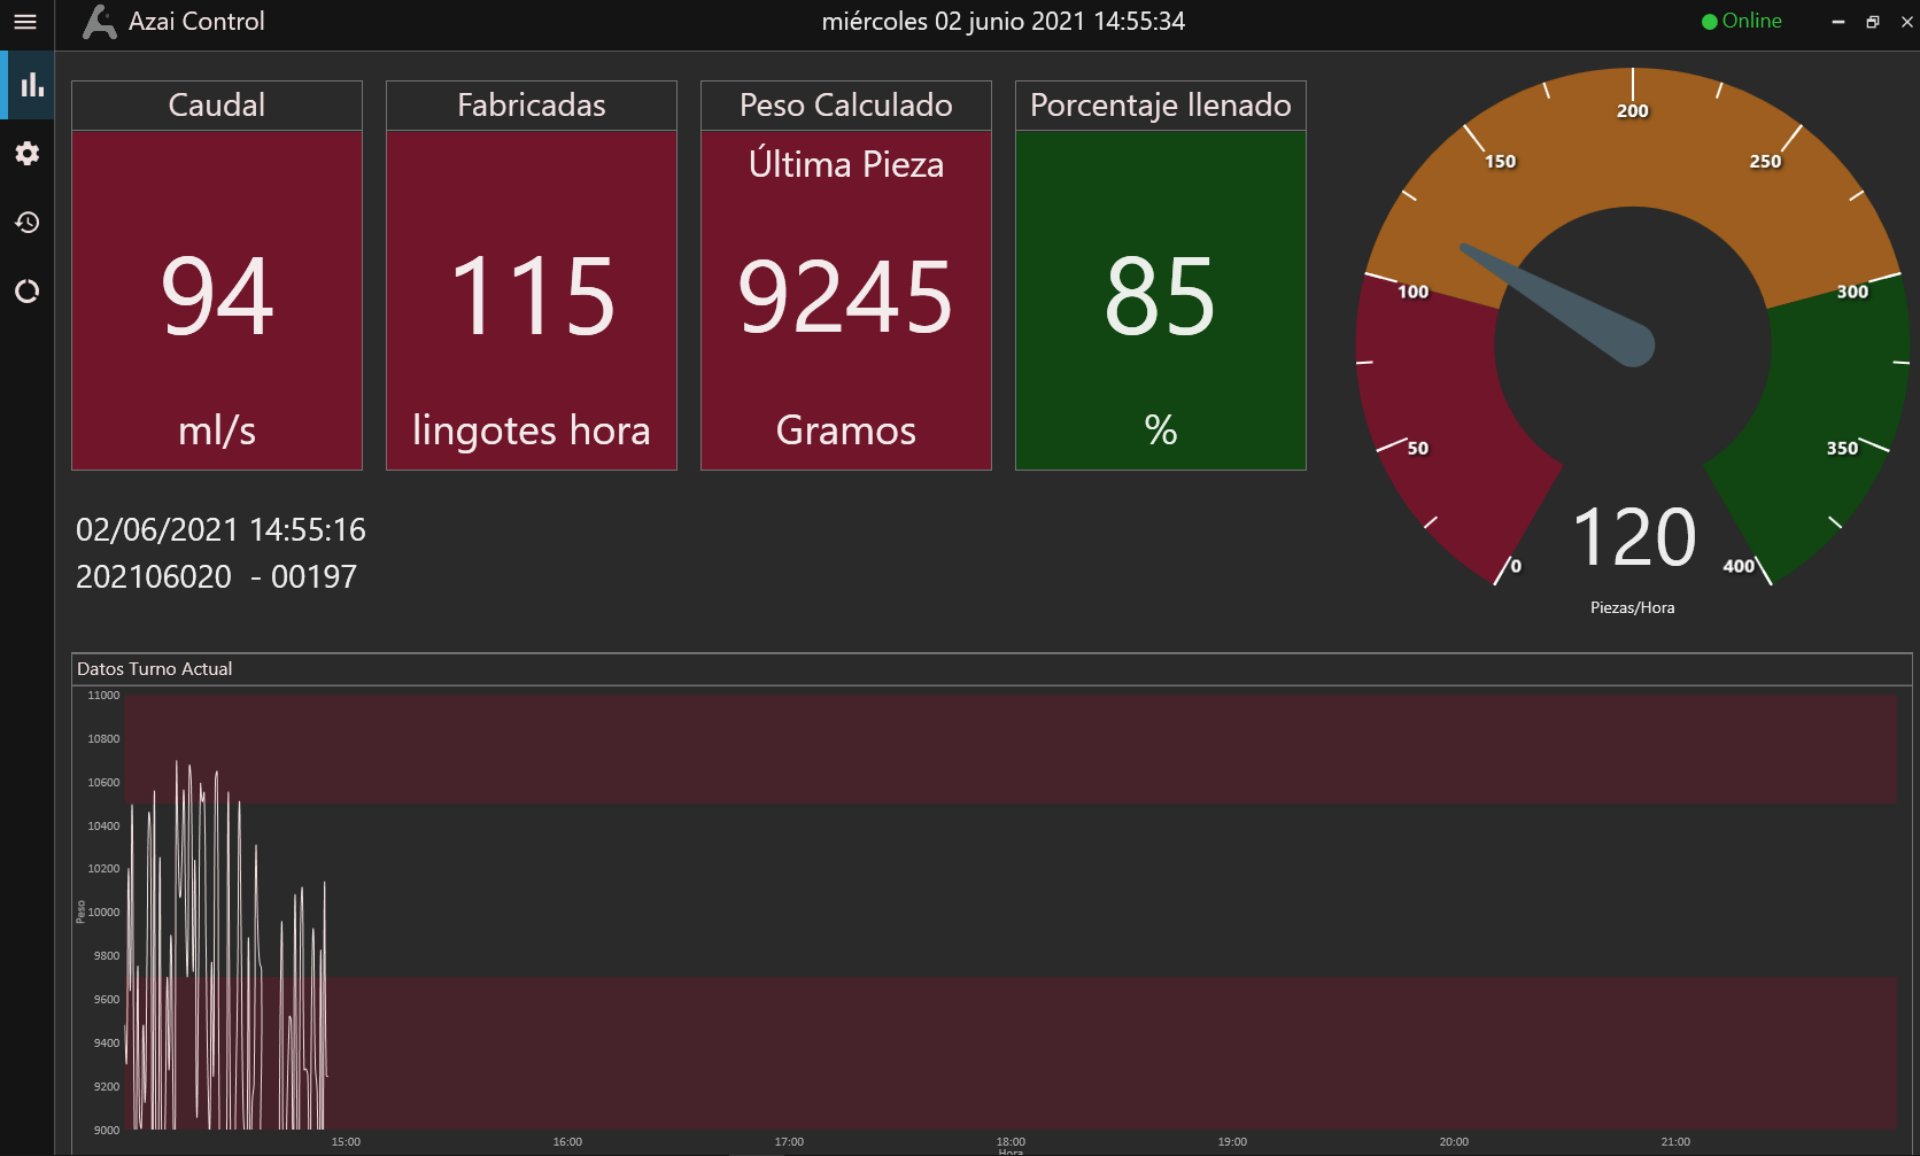 Azai Control
miércoles 02 junio 2021 14:55:34
Online
Caudal
94
ml/s
Fabricadas
115
lingotes hora
Peso Calculado
Última Pieza
9245
Gramos
Porcentaje llenado
85
%
0
50
100
150
200
250
300
350
400
120
Piezas/Hora
02/06/2021 14:55:16
202106020 - 00197
Datos Turno Actual
11000
10800
10600
10400
10200
10000
9800
9600
9400
9200
9000
Peso
15:00
16:00
17:00
18:00
19:00
20:00
21:00
Hora